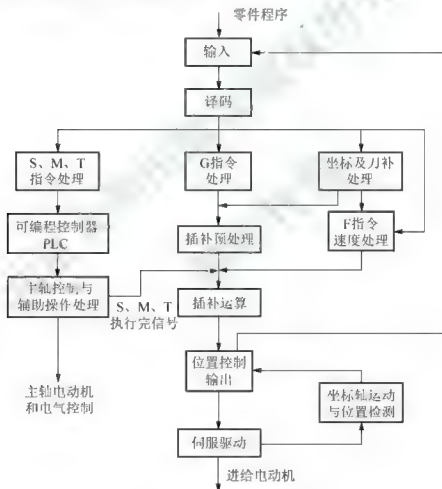 零件程序
输入
译码
S、M、T
指令处理
G指令
处理
坐标及刀补
处理
可编程控制器
PLC
插补预处理
F指令
速度处理
主轴控制与
辅助操作处理
S、M、T
执行完信号
插补运算
位置控制
输出
主轴电动机
和电气控制
坐标轴运动
与位置检测
伺服驱动
进给电动机